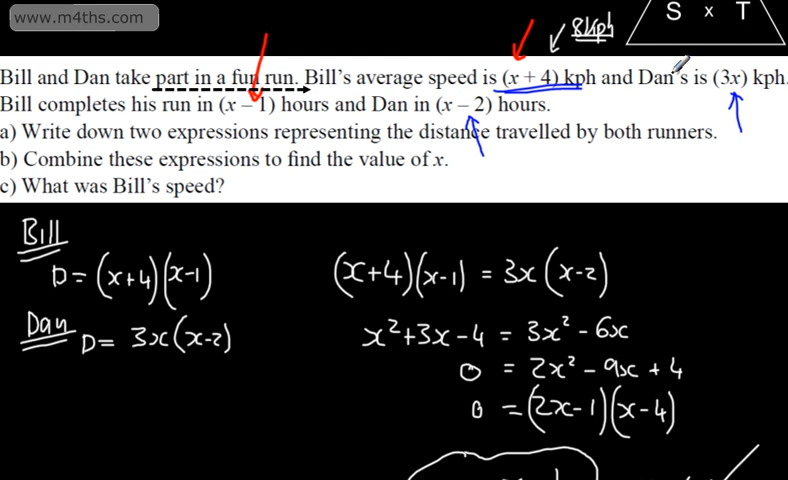 www.m4ths.com
S x T
8kph
Bill and Dan take part in a fun run. Bill's average speed is (x + 4) kph and Dan's is (3x) kph.
Bill completes his run in (x – 1) hours and Dan in (x – 2) hours.
a) Write down two expressions representing the distance travelled by both runners.
b) Combine these expressions to find the value of x.
c) What was Bill's speed?
Bill
D = (x+4)(x-1)
Dan D = 3x(x-2)
(x+4)(x-1) = 3x(x-2)
x²+3x-4 = 3x² - 6x
0 = 2x² - 9x + 4
0 = (2x-1)(x-4)